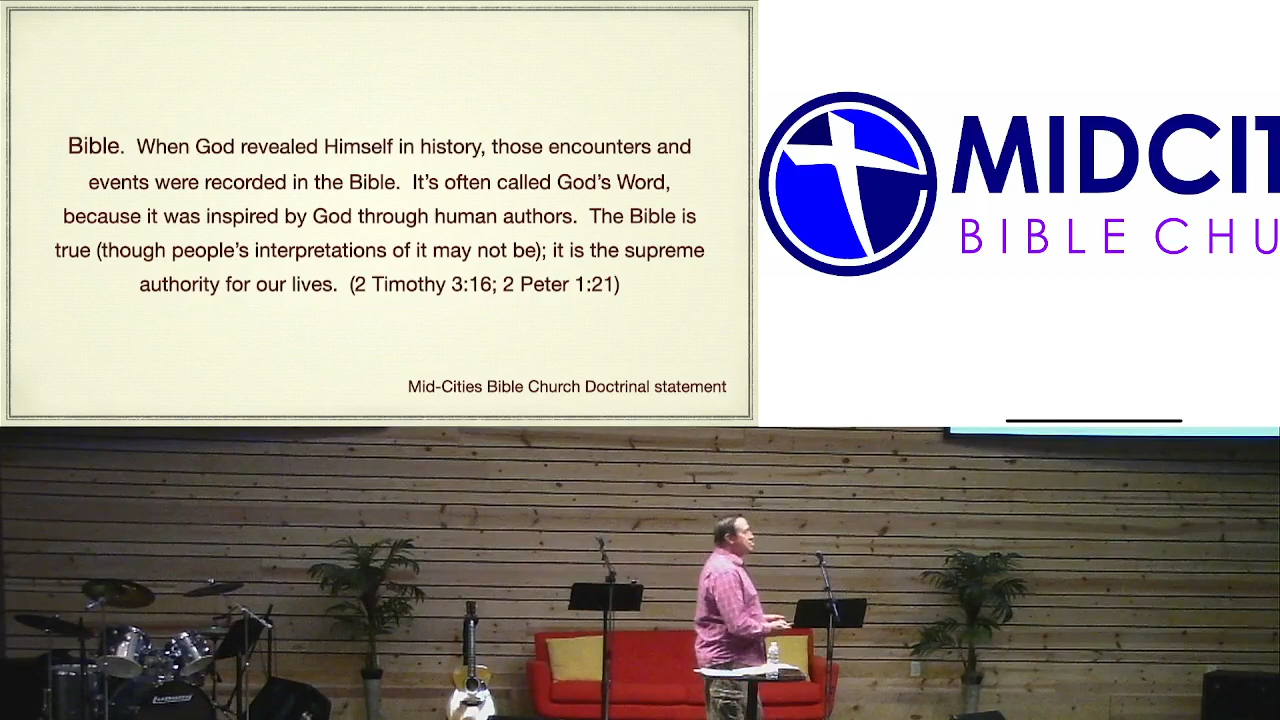 Bible.  When God revealed Himself in history, those encounters and
events were recorded in the Bible.  It's often called God's Word,
because it was inspired by God through human authors.  The Bible is
true (though people's interpretations of it may not be); it is the supreme
authority for our lives.  (2 Timothy 3:16; 2 Peter 1:21)
Mid-Cities Bible Church Doctrinal statement
MIDCIT
BIBLE CHU
Ludwig